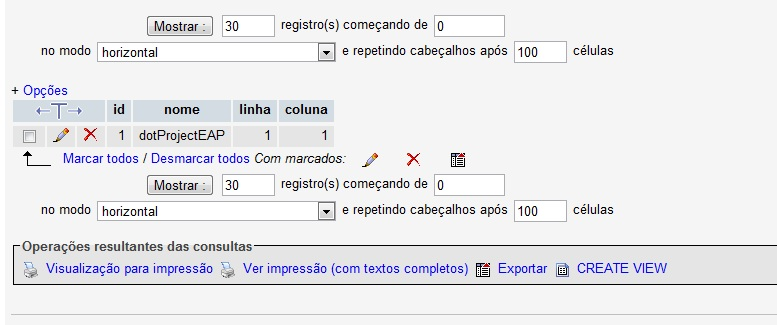 Mostrar : 30 registro(s) começando de 0
no modo horizontal e repetindo cabeçalhos após 100 células
+ Opções
←T→ id nome linha coluna
1 dotProjectEAP 1 1
Marcar todos / Desmarcar todos Com marcados:
Mostrar : 30 registro(s) começando de 0
no modo horizontal e repetindo cabeçalhos após 100 células
Operações resultantes das consultas
Visualização para impressão Ver impressão (com textos completos) Exportar CREATE VIEW